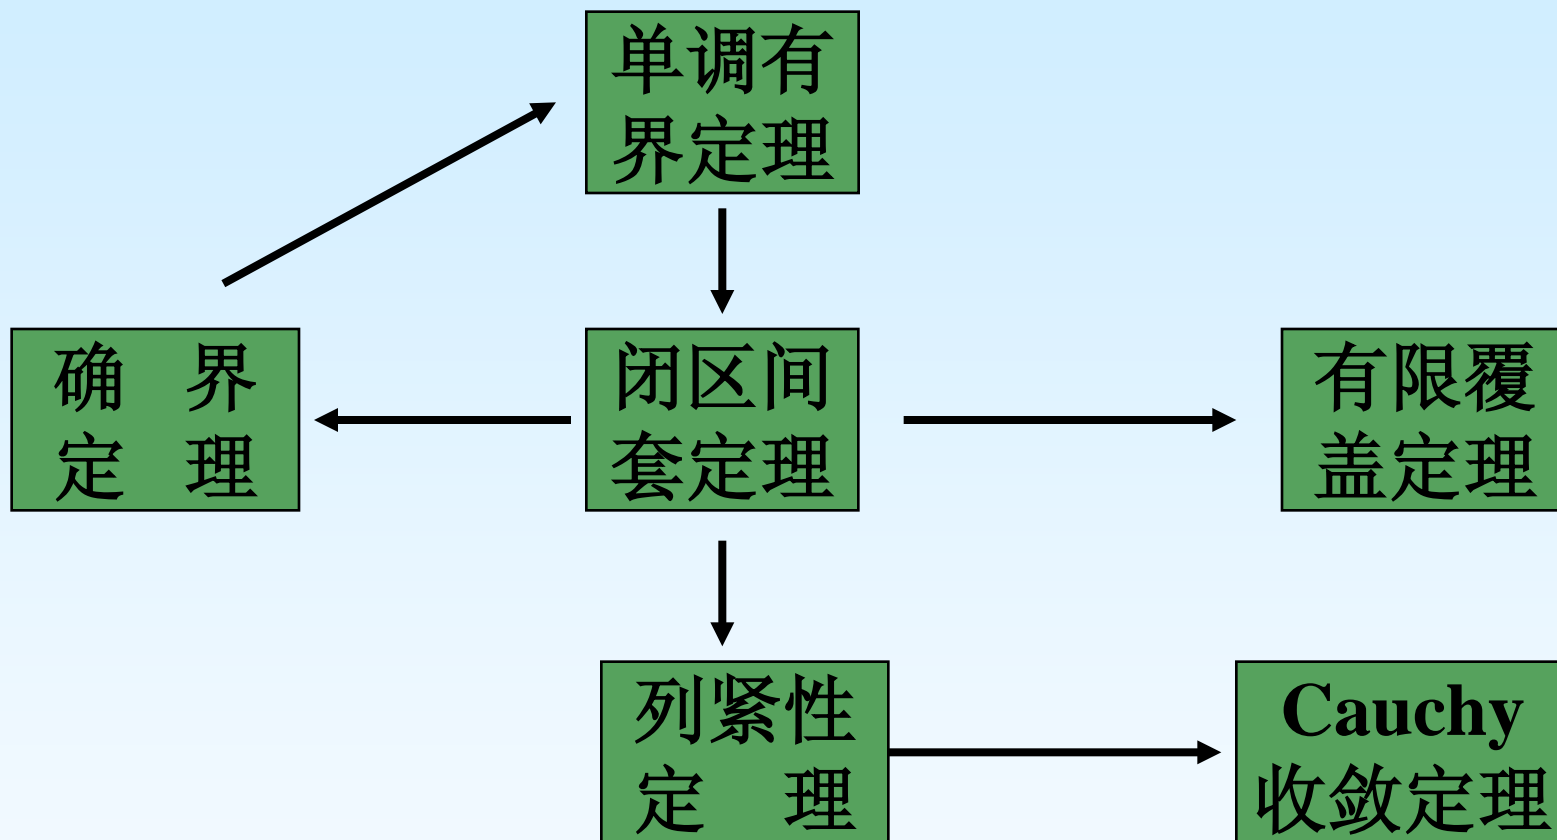 单调有
界定理
确 界
定 理
闭区间
套定理
有限覆
盖定理
列紧性
定 理
Cauchy
收敛定理